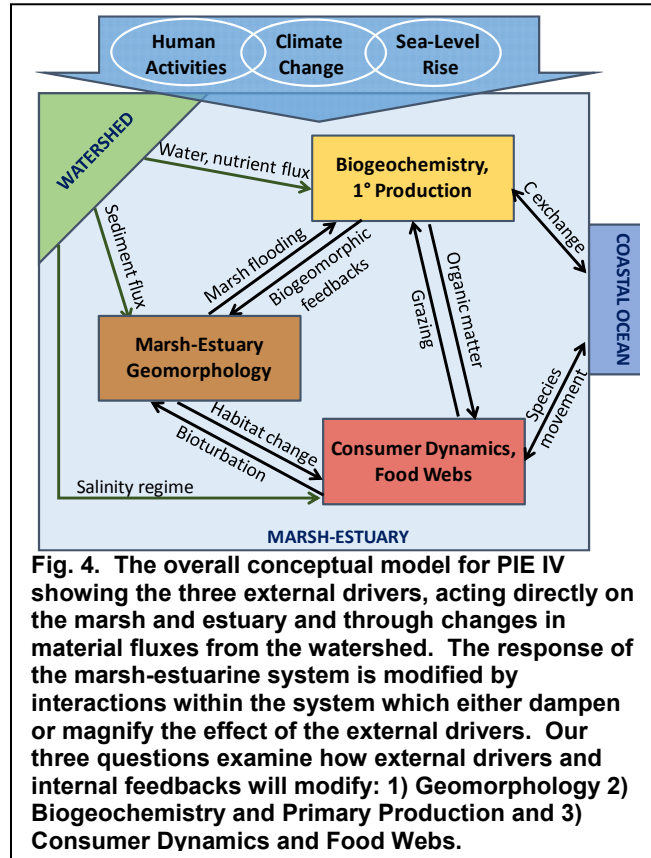 Human
Activities
Climate
Change
Sea-Level
Rise
WATERSHED
Water, nutrient flux
Biogeochemistry,
1° Production
C exchange
COASTAL OCEAN
Sediment
flux
Marsh flooding
Biogeomorphic
feedbacks
Organic matter
Grazing
Marsh-Estuary
Geomorphology
Habitat change
Bioturbation
Species
movement
Consumer Dynamics,
Food Webs
Salinity regime
MARSH-ESTUARY
Fig. 4. The overall conceptual model for PIE IV
showing the three external drivers, acting directly on
the marsh and estuary and through changes in
material fluxes from the watershed. The response of
the marsh-estuarine system is modified by
interactions within the system which either dampen
or magnify the effect of the external drivers. Our
three questions examine how external drivers and
internal feedbacks will modify: 1) Geomorphology 2)
Biogeochemistry and Primary Production and 3)
Consumer Dynamics and Food Webs.